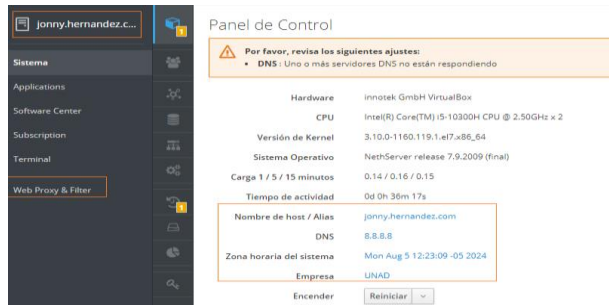 jonny.hernandez.c...
Sistema
Applications
Software Center
Subscription
Terminal
Web Proxy & Filter
1
1
Panel de Control
Por favor, revisa los siguientes ajustes:
• DNS : Uno o más servidores DNS no están respondiendo
Hardware innotek GmbH VirtualBox
CPU Intel(R) Core(TM) i5-10300H CPU @ 2.50GHz x 2
Versión de Kernel 3.10.0-1160.119.1.el7.x86_64
Sistema Operativo NethServer release 7.9.2009 (final)
Carga 1 / 5 / 15 minutos 0.14 / 0.16 / 0.15
Tiempo de actividad 0d 0h 36m 17s
Nombre de host / Alias jonny.hernandez.com
DNS 8.8.8.8
Zona horaria del sistema Mon Aug 5 12:23:09 -05 2024
Empresa UNAD
Encender Reiniciar